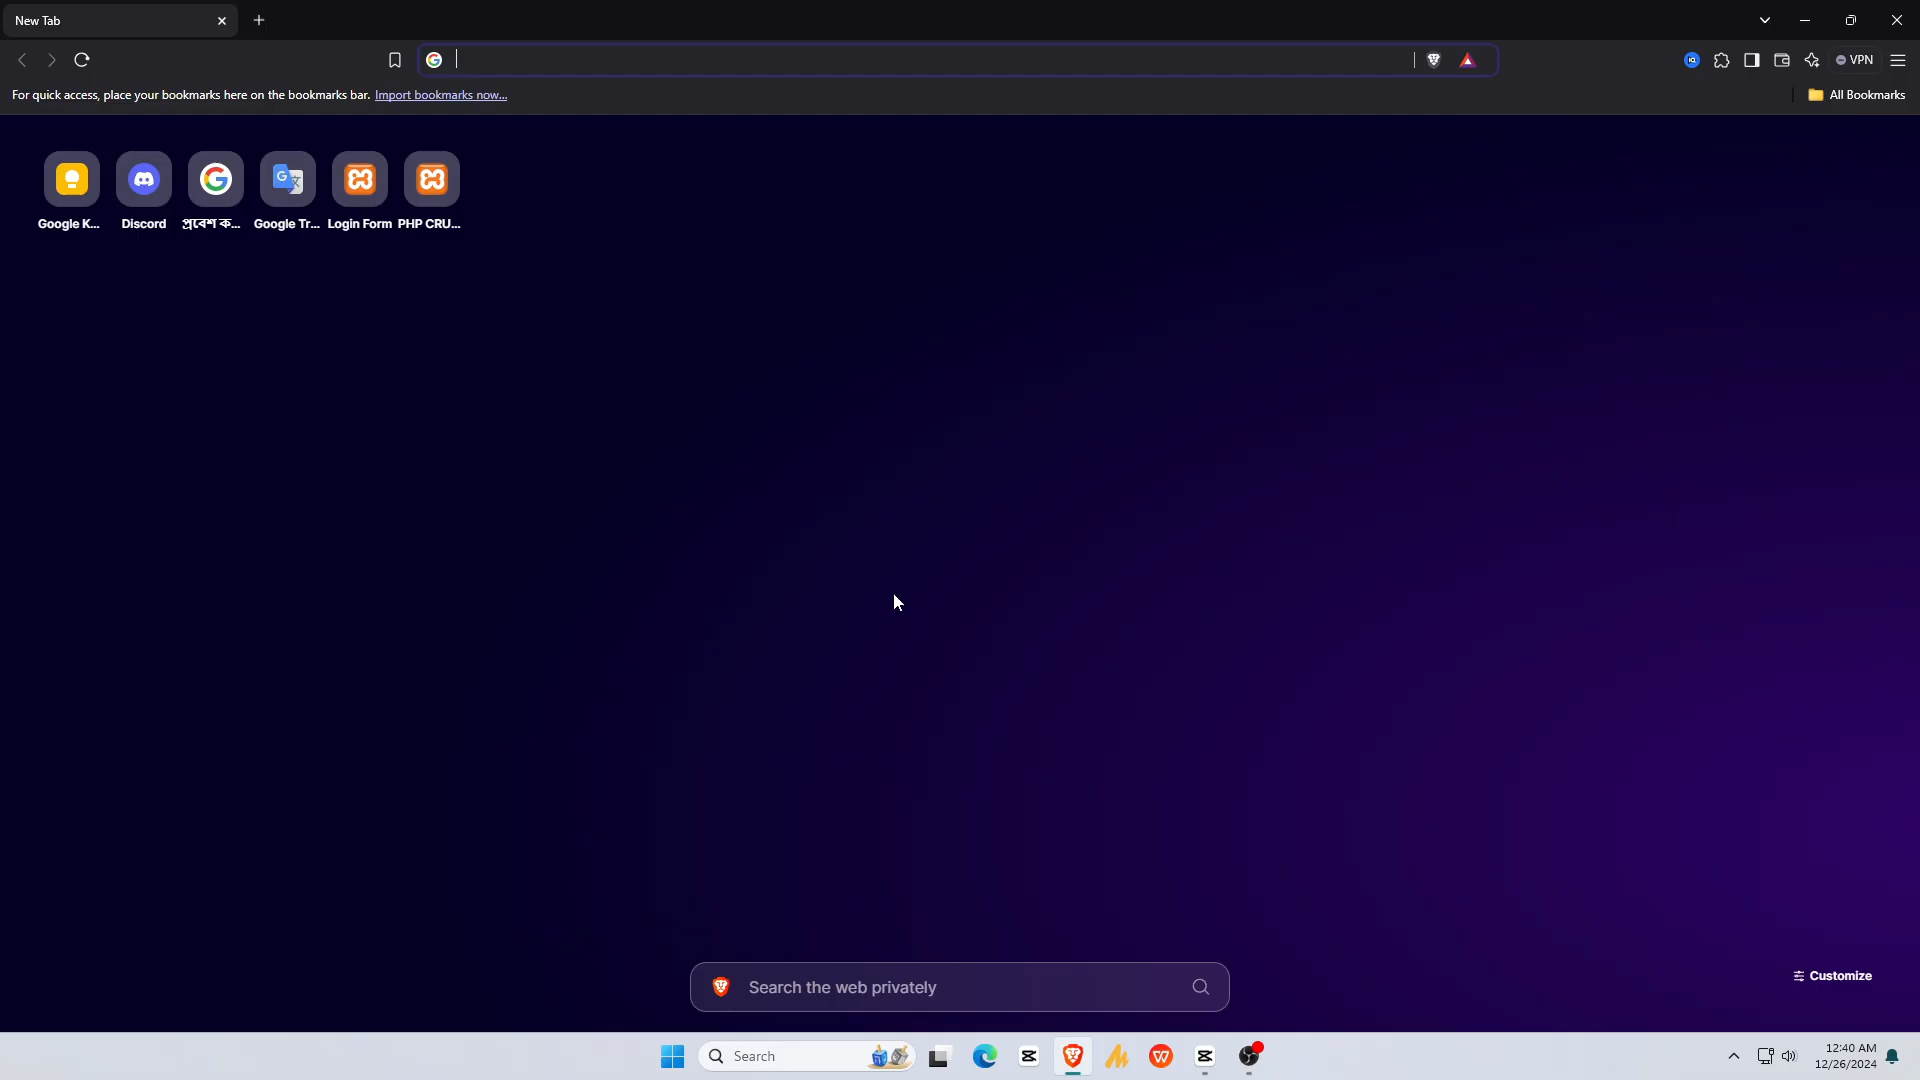 New Tab
VPN
For quick access, place your bookmarks here on the bookmarks bar. Import bookmarks now...
All Bookmarks
Google K...
Discord
প্রবেশ ক...
Google Tr...
Login Form
PHP CRU...
Customize
Search the web privately
Search
12:40 AM
12/26/2024